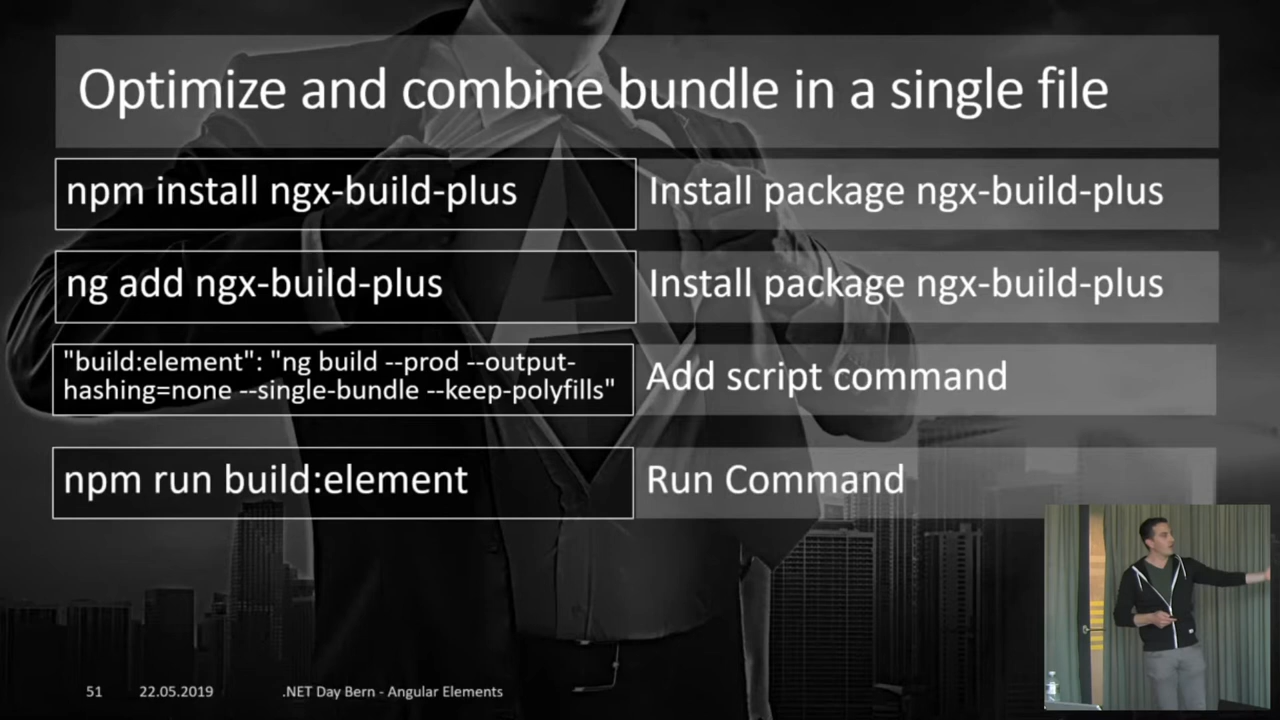 Optimize and combine bundle in a single file
npm install ngx-build-plus
Install package ngx-build-plus
ng add ngx-build-plus
Install package ngx-build-plus
"build:element": "ng build --prod --output-
hashing=none --single-bundle --keep-polyfills"
Add script command
npm run build:element
Run Command
51
22.05.2019
.NET Day Bern - Angular Elements